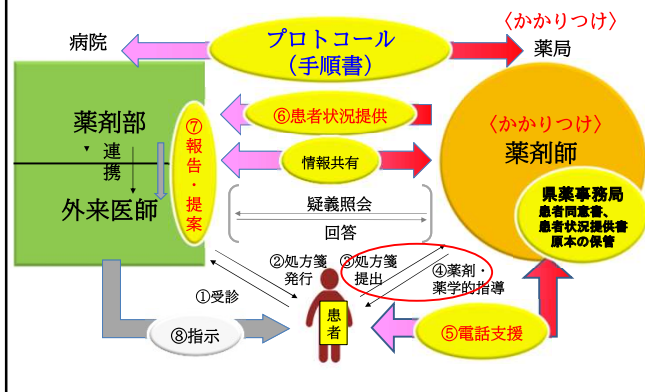 〈かかりつけ〉
病院
プロトコール
(手順書)
薬局
⑥患者状況提供
薬剤部
連携
外来医師
⑦報告・提案
情報共有
〈かかりつけ〉
薬剤師
県薬事務局
患者同意書、
患者状況提供書
原本の保管
疑義照会
回答
②処方箋
発行
③処方箋
提出
④薬剤・
薬学的指導
①受診
患者
⑧指示
⑤電話支援